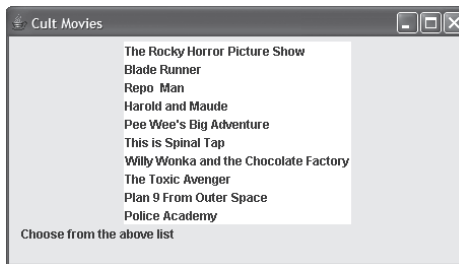 Cult Movies
The Rocky Horror Picture Show
Blade Runner
Repo  Man
Harold and Maude
Pee Wee's Big Adventure
This is Spinal Tap
Willy Wonka and the Chocolate Factory
The Toxic Avenger
Plan 9 From Outer Space
Police Academy
Choose from the above list